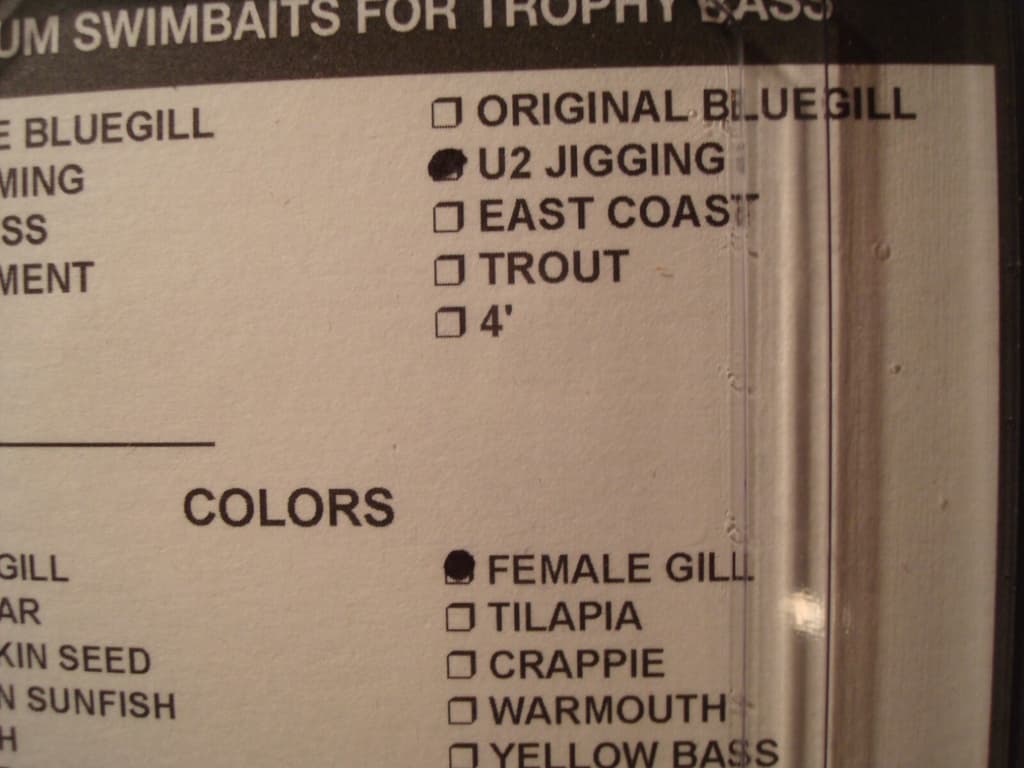 UM SWIMBAITS FOR TROPHY BASS
E BLUEGILL
MING
SS
MENT
ORIGINAL BLUEGILL
U2 JIGGING
EAST COAST
TROUT
4'
COLORS
GILL
AR
KIN SEED
N SUNFISH
H
FEMALE GILL
TILAPIA
CRAPPIE
WARMOUTH
YELLOW BASS